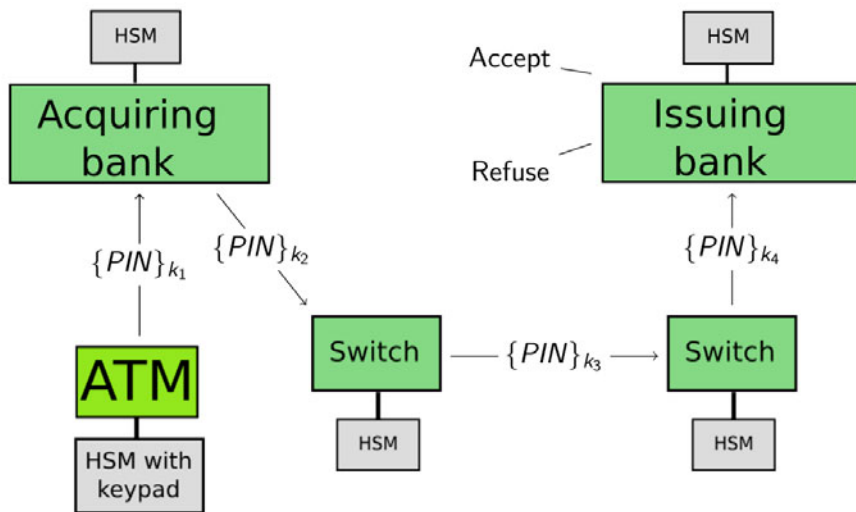 HSM
HSM
Accept
Acquiring
bank
Issuing
bank
Refuse
{PIN}k₁
{PIN}k₂
{PIN}k₄
Switch
{PIN}k₃
Switch
ATM
HSM
HSM
HSM with
keypad